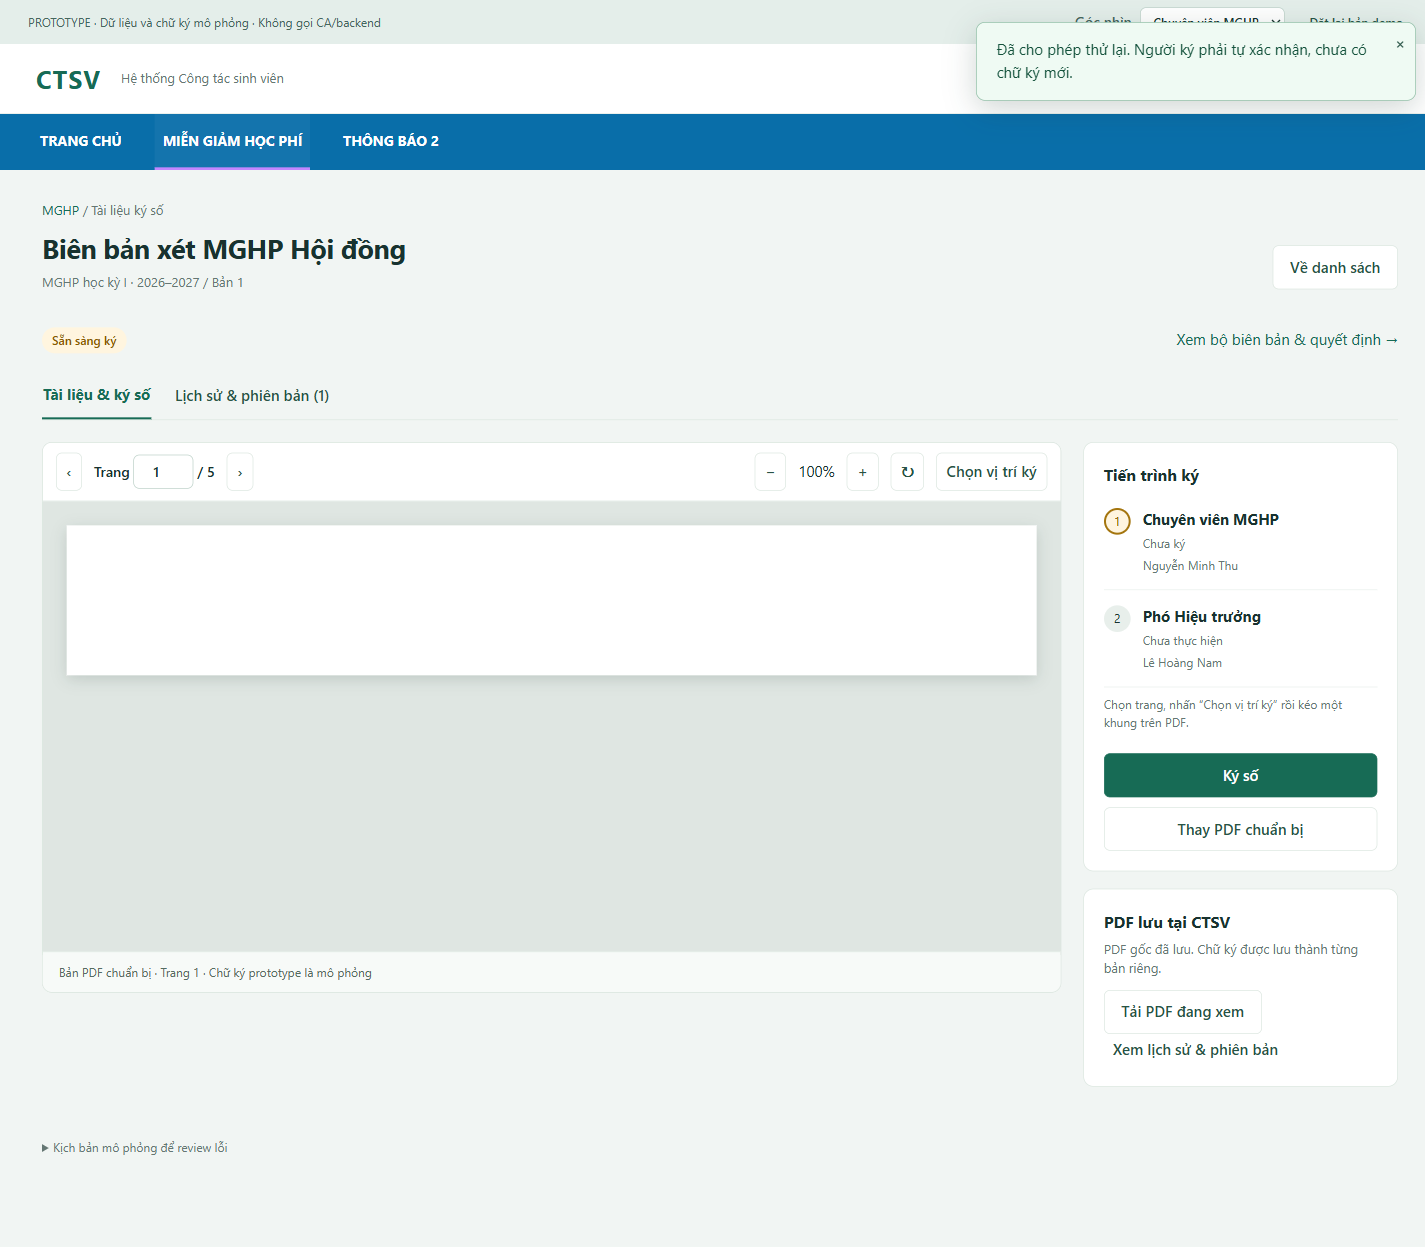 PROTOTYPE · Dữ liệu và chữ ký mô phỏng · Không gọi CA/backend
Góc nhìn
Chuyên viên MGHP
Đặt lại bản demo
Đã cho phép thử lại. Người ký phải tự xác nhận, chưa có
chữ ký mới.
×
CTSV
Hệ thống Công tác sinh viên
TRANG CHỦ
MIỄN GIẢM HỌC PHÍ
THÔNG BÁO 2
MGHP / Tài liệu ký số
Biên bản xét MGHP Hội đồng
MGHP học kỳ I · 2026–2027 / Bản 1
Về danh sách
Sẵn sàng ký
Xem bộ biên bản & quyết định →
Tài liệu & ký số
Lịch sử & phiên bản (1)
‹ Trang 1 / 5 ›
− 100% + ↻ Chọn vị trí ký
Bản PDF chuẩn bị · Trang 1 · Chữ ký prototype là mô phỏng
Tiến trình ký
1 Chuyên viên MGHP
Chưa ký
Nguyễn Minh Thu
2 Phó Hiệu trưởng
Chưa thực hiện
Lê Hoàng Nam
Chọn trang, nhấn “Chọn vị trí ký” rồi kéo một
khung trên PDF.
Ký số
Thay PDF chuẩn bị
PDF lưu tại CTSV
PDF gốc đã lưu. Chữ ký được lưu thành từng
bản riêng.
Tải PDF đang xem
Xem lịch sử & phiên bản
▶ Kịch bản mô phỏng để review lỗi